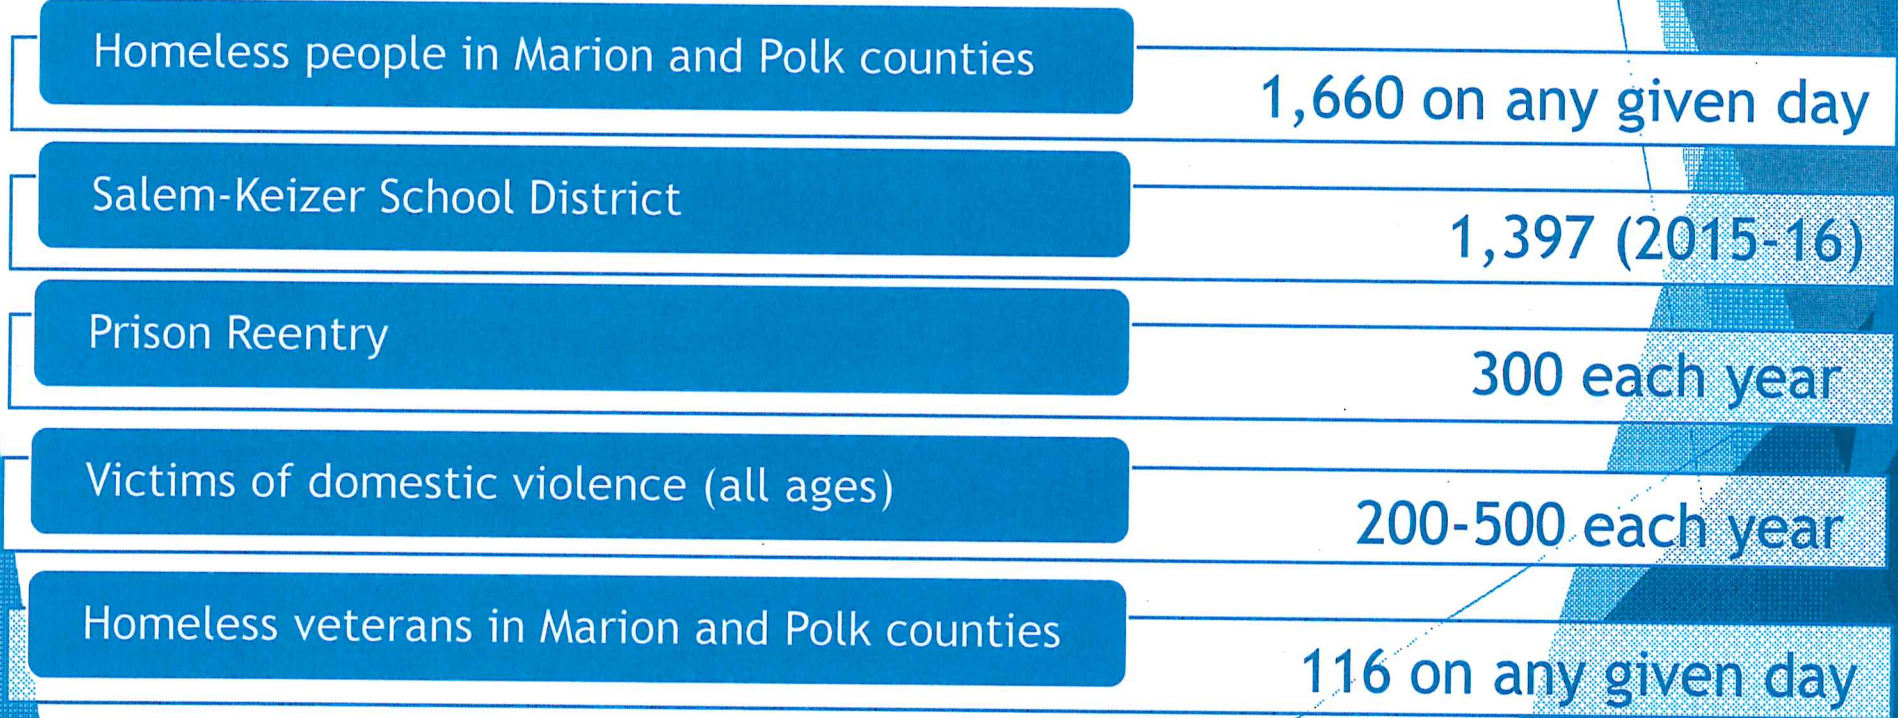 Homeless people in Marion and Polk counties
1,660 on any given day
Salem-Keizer School District
1,397 (2015-16)
Prison Reentry
300 each year
Victims of domestic violence (all ages)
200-500 each year
Homeless veterans in Marion and Polk counties
116 on any given day